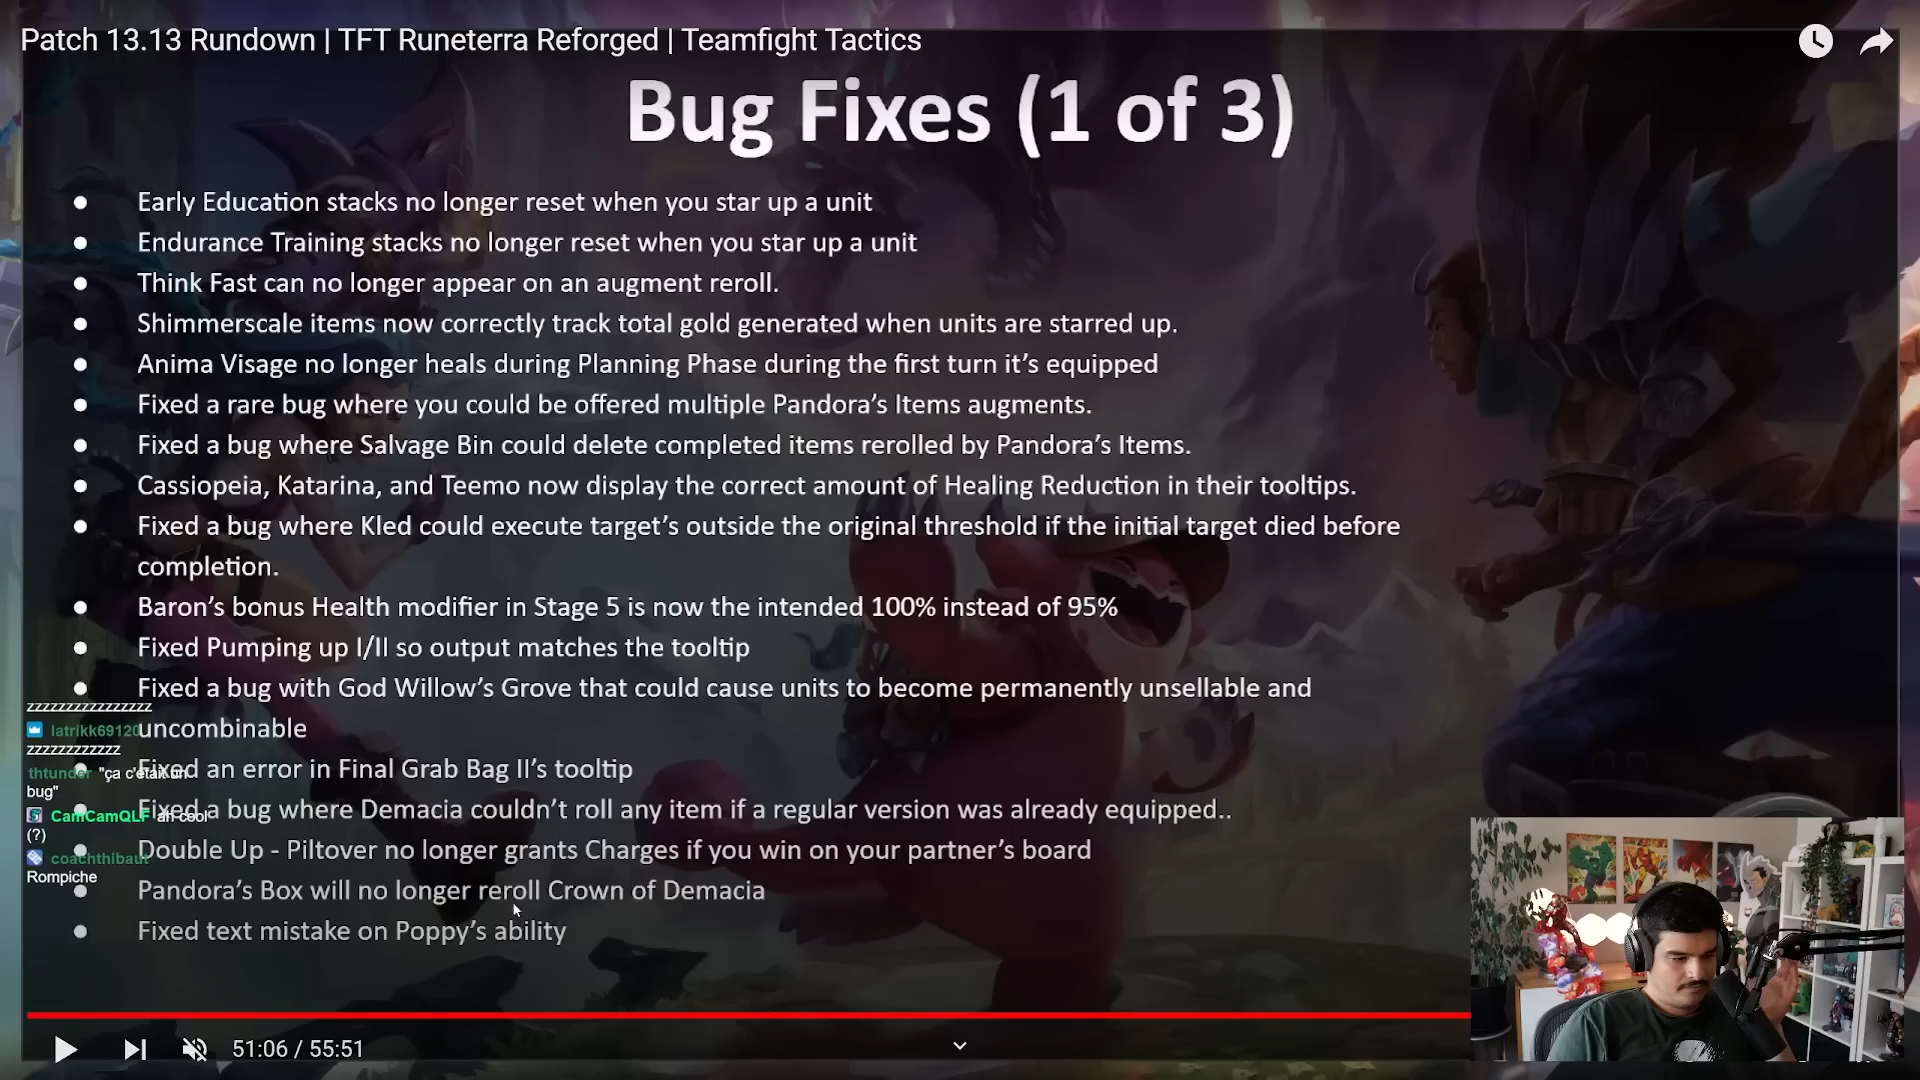 Patch 13.13 Rundown | TFT Runeterra Reforged | Teamfight Tactics
Bug Fixes (1 of 3)
Early Education stacks no longer reset when you star up a unit
Endurance Training stacks no longer reset when you star up a unit
Think Fast can no longer appear on an augment reroll.
Shimmerscale items now correctly track total gold generated when units are starred up.
Anima Visage no longer heals during Planning Phase during the first turn it's equipped
Fixed a rare bug where you could be offered multiple Pandora's Items augments.
Fixed a bug where Salvage Bin could delete completed items rerolled by Pandora's Items.
Cassiopeia, Katarina, and Teemo now display the correct amount of Healing Reduction in their tooltips.
Fixed a bug where Kled could execute target's outside the original threshold if the initial target died before
completion.
Baron's bonus Health modifier in Stage 5 is now the intended 100% instead of 95%
Fixed Pumping up I/II so output matches the tooltip
Fixed a bug with God Willow's Grove that could cause units to become permanently unsellable and
uncombinable
Fixed an error in Final Grab Bag II's tooltip
Fixed a bug where Demacia couldn't roll any item if a regular version was already equipped..
Double Up - Piltover no longer grants Charges if you win on your partner's board
Pandora's Box will no longer reroll Crown of Demacia
Fixed text mistake on Poppy's ability
zzzzzzzzzzzzzzzz
latrikk69120
zzzzzzzzzzzz
thtunder "ça c'était un
bug"
CamCamQLF ah cool
(?)
coachthibaut
Rompiche
51:06 / 55:51